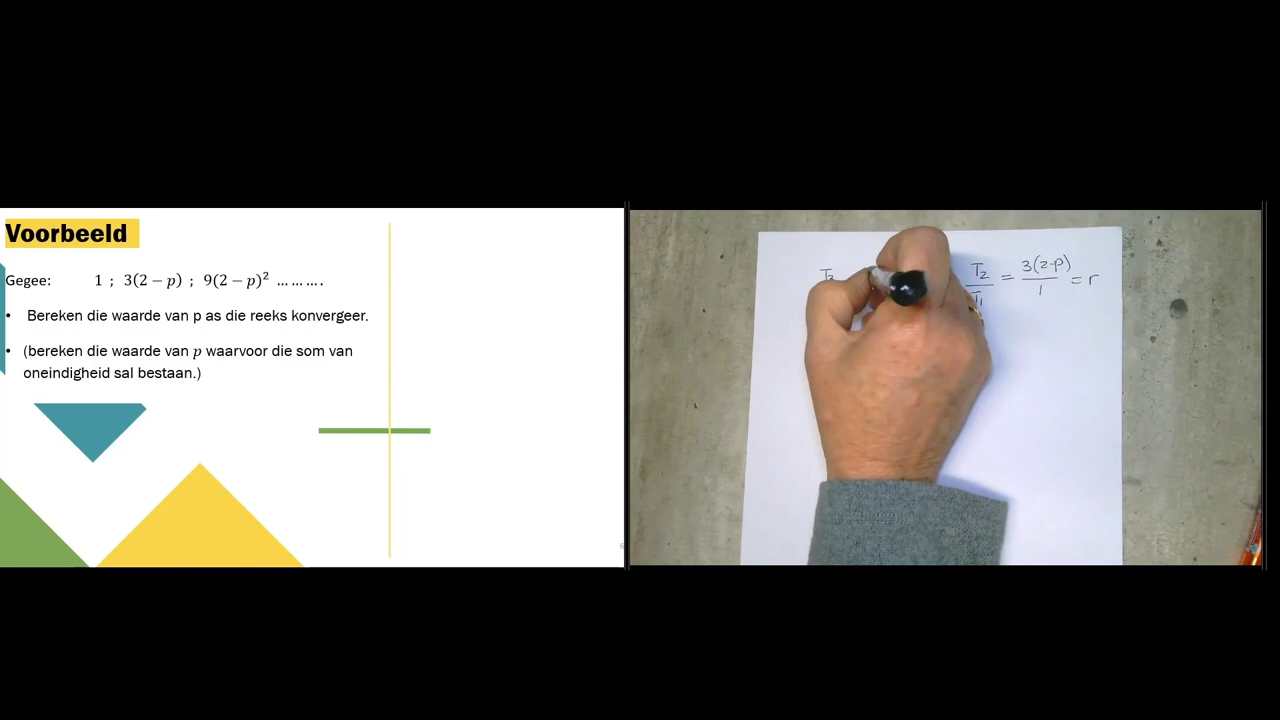 Voorbeeld
Gegee: 1 ; 3(2 − p) ; 9(2 − p)² ... ... ... .
• Bereken die waarde van p as die reeks konvergeer.
• (bereken die waarde van p waarvoor die som van
oneindigheid sal bestaan.)
6
T₂/T₁ = 3(2-p)/1 = r